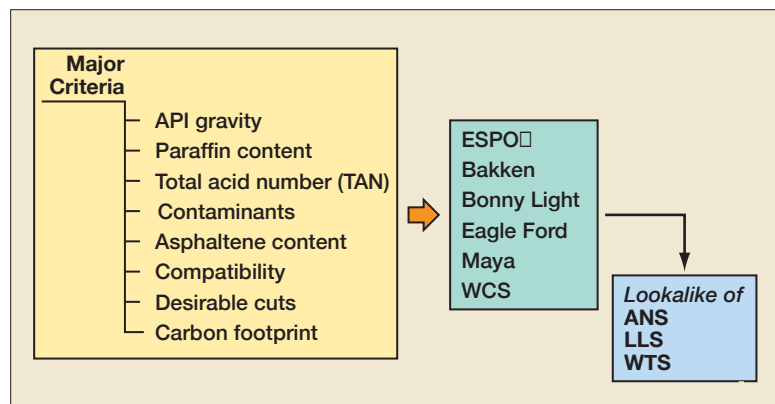 Major
Criteria
API gravity
Paraffin content
Total acid number (TAN)
Contaminants
Asphaltene content
Compatibility
Desirable cuts
Carbon footprint
ESPO□
Bakken
Bonny Light
Eagle Ford
Maya
WCS
Lookalike of
ANS
LLS
WTS